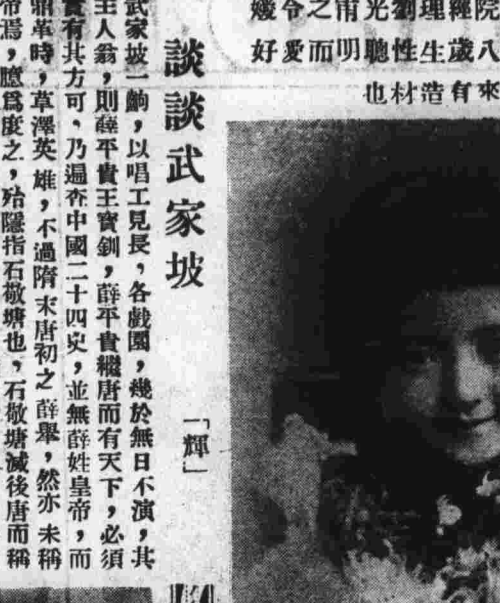 院經理劉光甯之令嬡
八歲生性聰明而愛好
來有造材也
談談武家坡
「輝」
武家坡一齣，以唱工見長，各戲園，幾於無日不演，其
主人翁，則薛平貴王寶釧，薛平貴繼唐而有天下，必須
實有其方可，乃遍查中國二十四史，並無薛姓皇帝，而
鼎革時，草澤英雄，不過隋末唐初之薛舉，然亦未稱
帝焉，臆爲度之，殆隱指石敬塘也，石敬塘滅後唐而稱